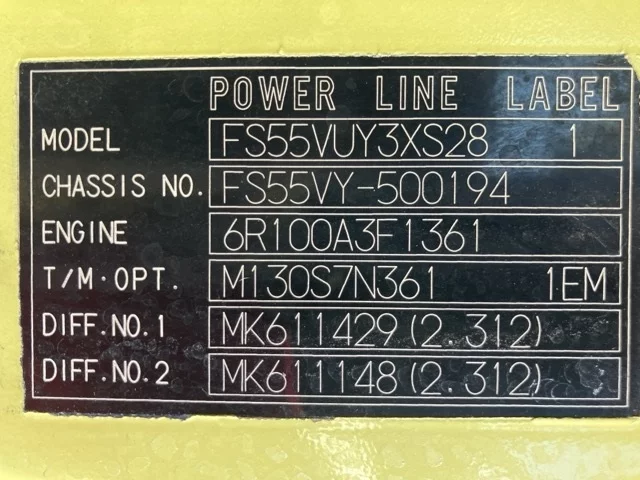 POWER LINE LABEL
MODEL FS55VUY3XS28 1
CHASSIS NO. FS55VY-500194
ENGINE 6R100A3F1361
T/M·OPT. M130S7N361 1EM
DIFF.NO.1 MK611429(2.312)
DIFF.NO.2 MK611148(2.312)